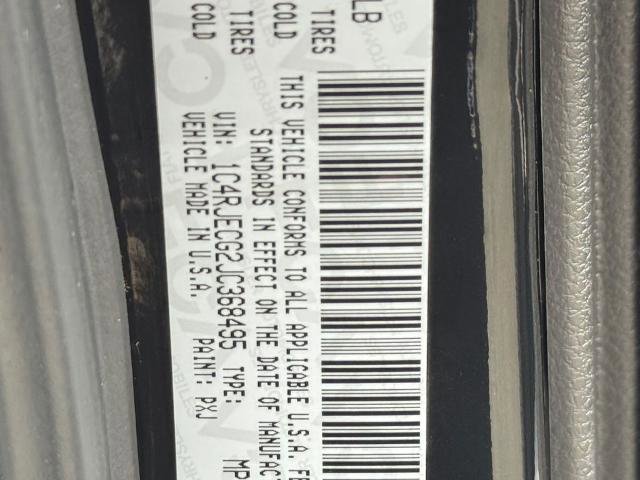 LB
TIRES COLD
TIRES COLD
THIS VEHICLE CONFORMS TO ALL APPLICABLE U.S.A. FE
STANDARDS IN EFFECT ON THE DATE OF MANUFAC
VIN: 1C4RJECG2JC368495 TYPE: MP
VEHICLE MADE IN U.S.A. PAINT: PXJ